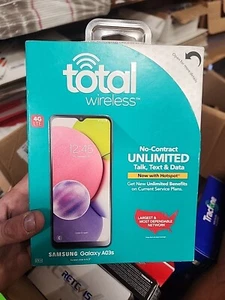 total
wireless
4G
LTE
No-Contract
UNLIMITED
Talk, Text & Data
Now with Hotspot
Get New Unlimited Benefits
on Current Service Plans.
LARGEST &
MOST DEPENDABLE
NETWORK
SAMSUNG Galaxy A03s
Tracfone